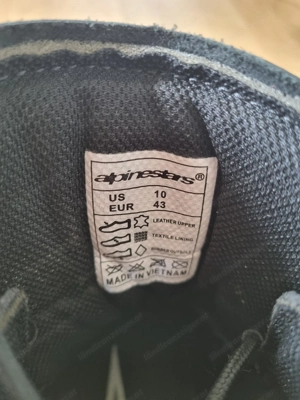 alpinestars®
US 10
EUR 43
LEATHER UPPER
TEXTILE LINING
MADE IN VIETNAM